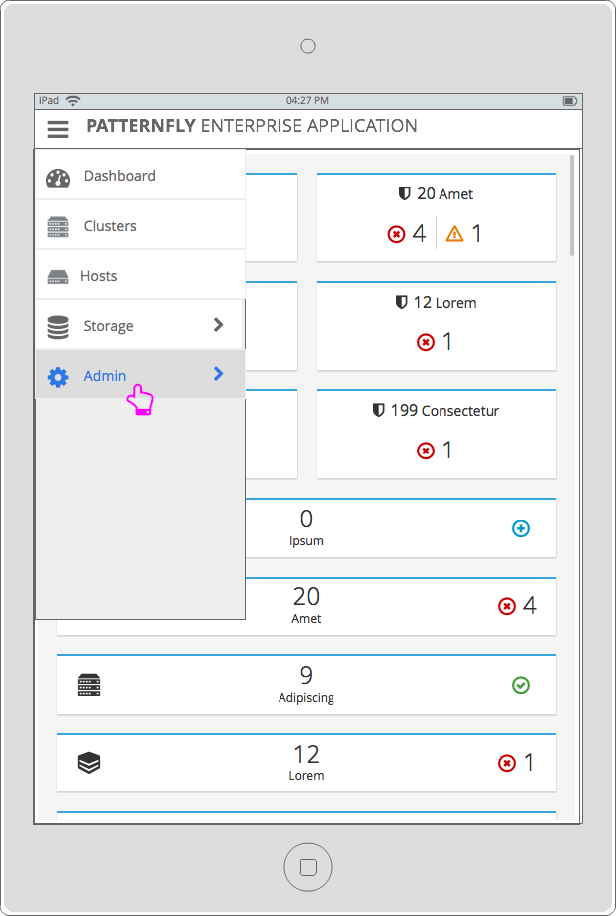 iPad 04:27 PM
PATTERNFLY ENTERPRISE APPLICATION
Dashboard
Clusters
Hosts
Storage
Admin
20 Amet
4 1
12 Lorem
1
199 Consectetur
1
0
Ipsum
20
Amet
4
9
Adipiscing
12
Lorem
1